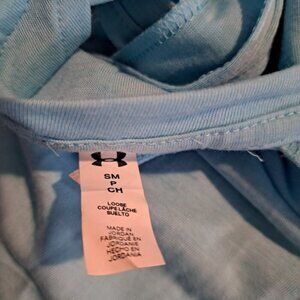 SM
P
CH
LOOSE
COUPE LÂCHE
SUELTO
MADE IN
JORDAN
FABRIQUÉ EN
JORDANIE
HECHO EN
JORDANIA